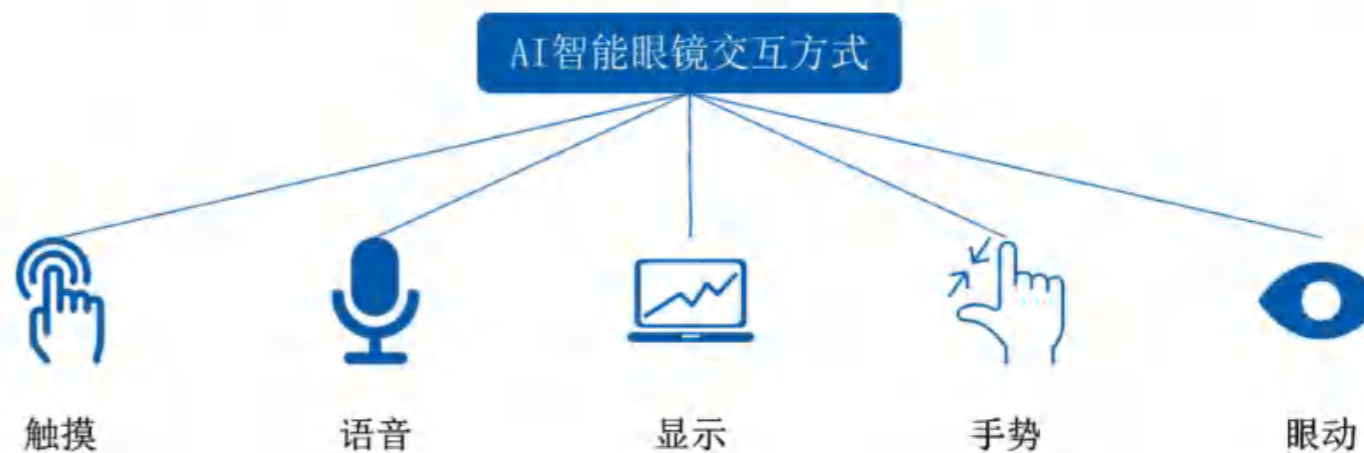 AI智能眼镜交互方式
触摸
语音
显示
手势
眼动